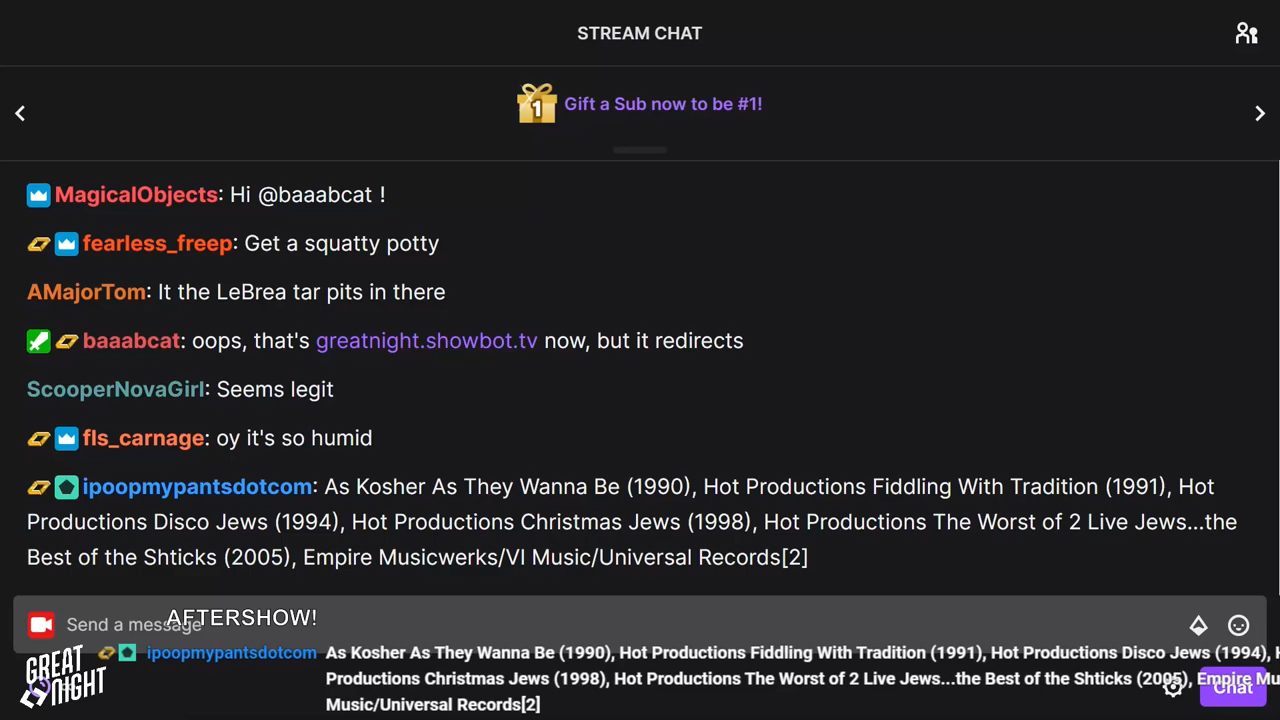 STREAM CHAT
1 Gift a Sub now to be #1!
MagicalObjects: Hi @baaabcat !
fearless_freep: Get a squatty potty
AMajorTom: It the LeBrea tar pits in there
baaabcat: oops, that's greatnight.showbot.tv now, but it redirects
ScooperNovaGirl: Seems legit
fls_carnage: oy it's so humid
ipoopmypantsdotcom: As Kosher As They Wanna Be (1990), Hot Productions Fiddling With Tradition (1991), Hot
Productions Disco Jews (1994), Hot Productions Christmas Jews (1998), Hot Productions The Worst of 2 Live Jews...the
Best of the Shticks (2005), Empire Musicwerks/VI Music/Universal Records[2]
Send a message
AFTERSHOW!
ipoopmypantsdotcom As Kosher As They Wanna Be (1990), Hot Productions Fiddling With Tradition (1991), Hot Productions Disco Jews (1994), H
Productions Christmas Jews (1998), Hot Productions The Worst of 2 Live Jews...the Best of the Shticks (2005), Empire Mu
Music/Universal Records[2]
GREAT
NIGHT
Chat